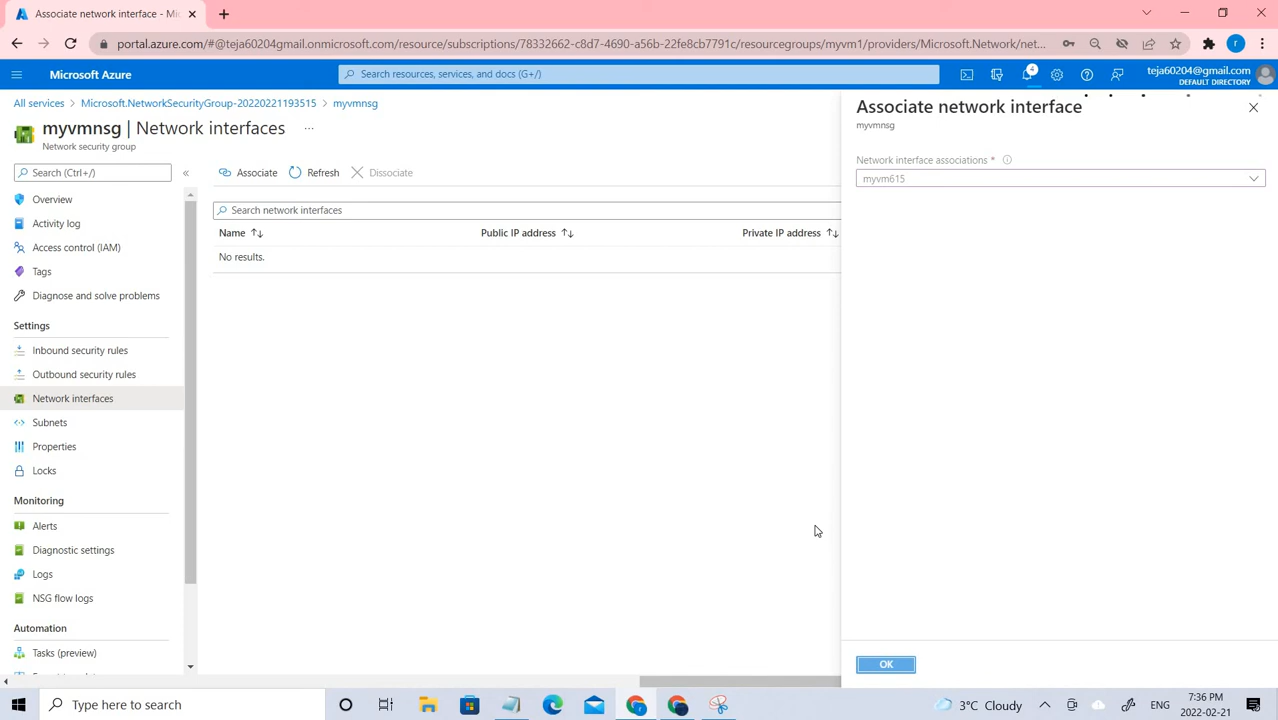 Associate network interface - Mi
portal.azure.com/#@teja60204gmail.onmicrosoft.com/resource/subscriptions/78332662-c8d7-4690-a56b-22fe8cb7791c/resourcegroups/myvm1/providers/Microsoft.Network/net...
r
Microsoft Azure
Search resources, services, and docs (G+/)
4
teja60204@gmail.com
DEFAULT DIRECTORY
All services > Microsoft.NetworkSecurityGroup-20220221193515 > myvmnsg
myvmnsg | Network interfaces ...
Network security group
Search (Ctrl+/)
«
Overview
Activity log
Access control (IAM)
Tags
Diagnose and solve problems
Settings
Inbound security rules
Outbound security rules
Network interfaces
Subnets
Properties
Locks
Monitoring
Alerts
Diagnostic settings
Logs
NSG flow logs
Automation
Tasks (preview)
Associate Refresh Dissociate
Search network interfaces
Name Public IP address Private IP address
No results.
Associate network interface
myvmnsg
Network interface associations *
myvm615
OK
Type here to search
3°C Cloudy
ENG
7:36 PM
2022-02-21